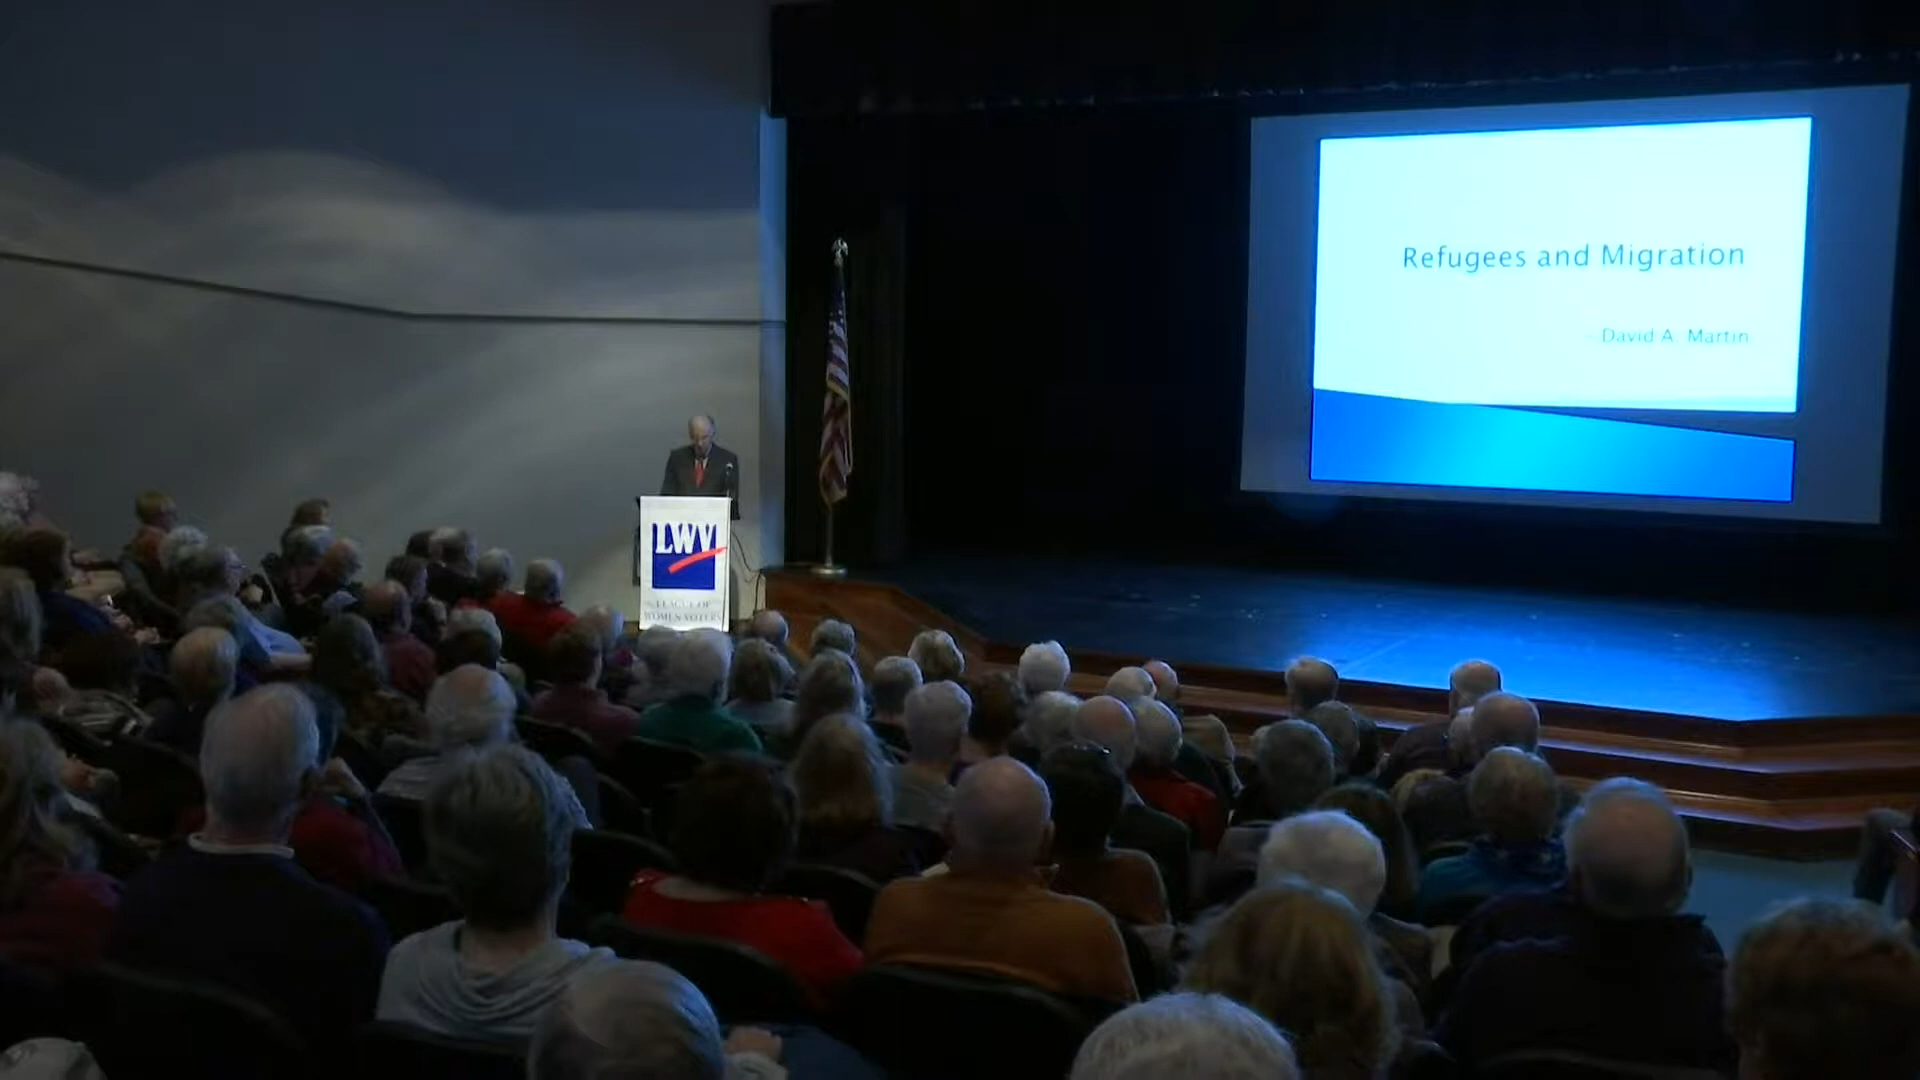 Refugees and Migration
David A. Martin
LWV
LEAGUE OF
WOMEN VOTERS